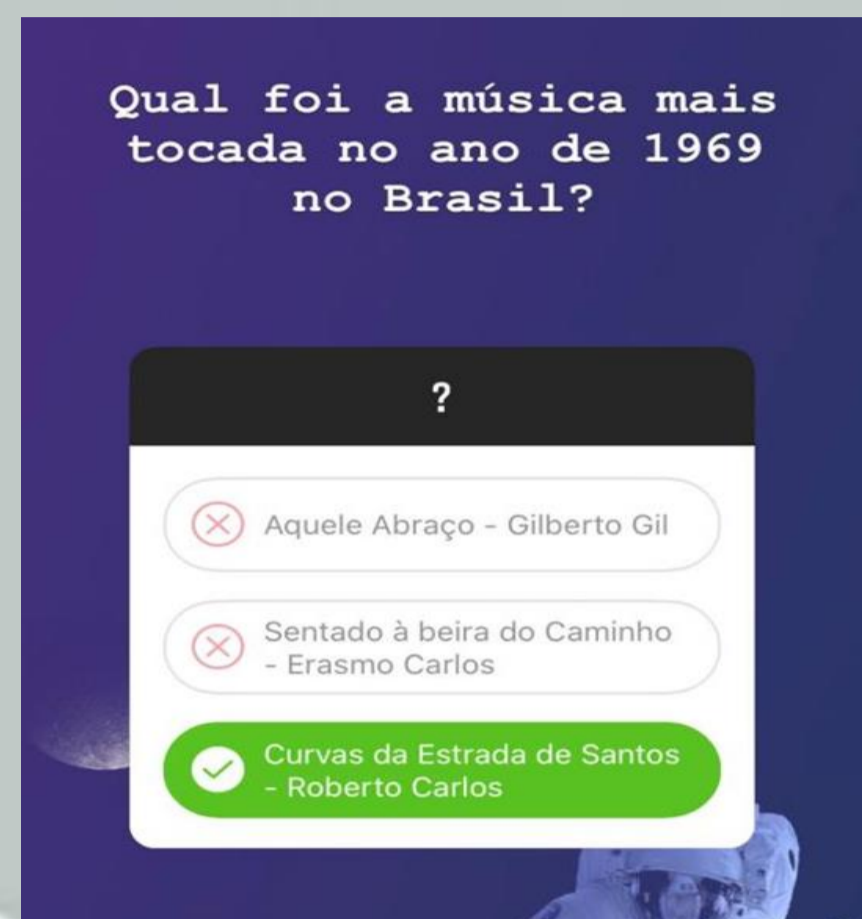 Qual foi a música mais
tocada no ano de 1969
no Brasil?
?
Aquele Abraço - Gilberto Gil
Sentado à beira do Caminho
- Erasmo Carlos
Curvas da Estrada de Santos
- Roberto Carlos